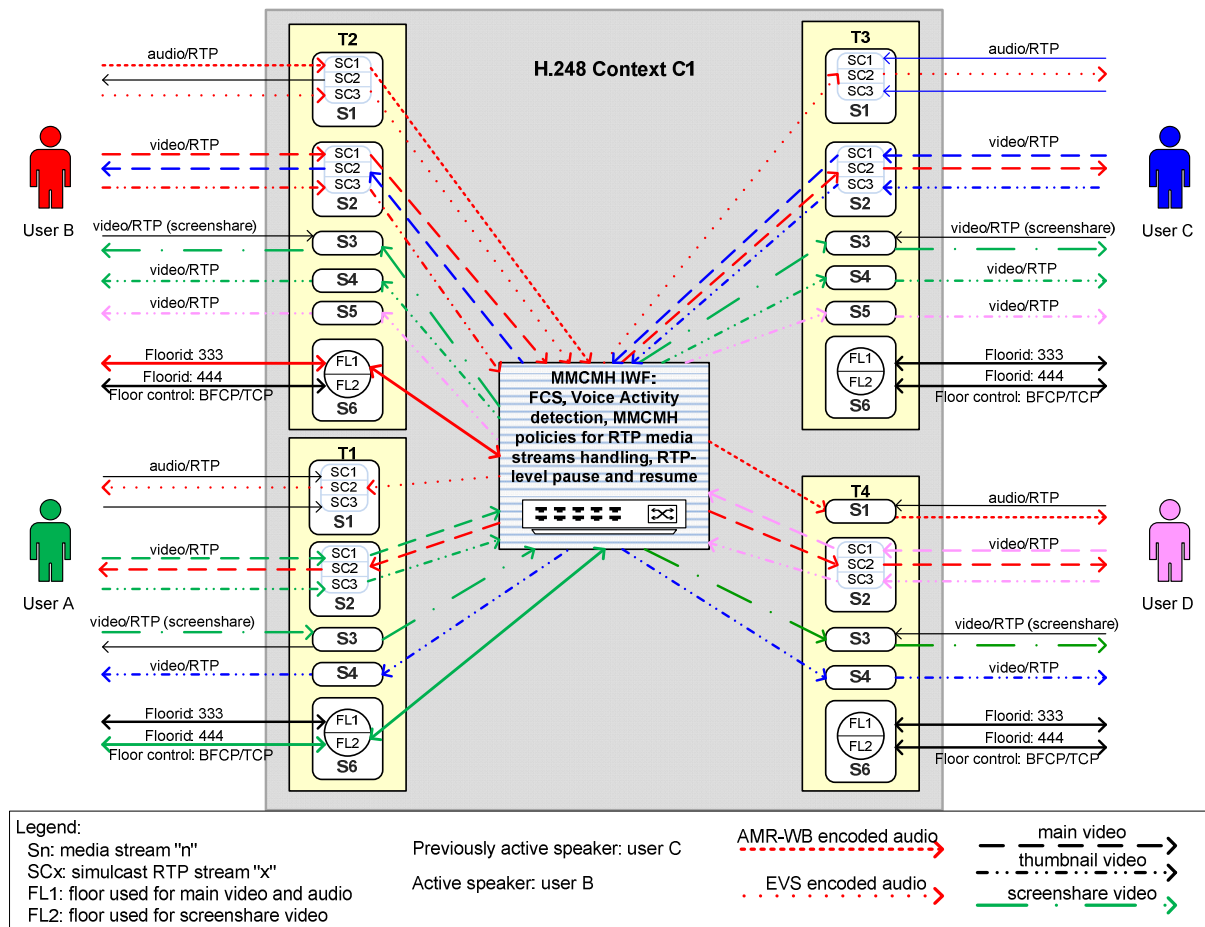 H.248 Context C1
T2
audio/RTP
SC1
SC2
SC3
S1
video/RTP
SC1
SC2
SC3
S2
User B
video/RTP (screenshare)
S3
video/RTP
S4
video/RTP
S5
Floorid: 333
FL1
Floorid: 444
FL2
Floor control: BFCP/TCP
S6
T3
audio/RTP
SC1
SC2
SC3
S1
video/RTP
SC1
SC2
SC3
S2
User C
video/RTP (screenshare)
S3
video/RTP
S4
video/RTP
S5
Floorid: 333
FL1
Floorid: 444
FL2
Floor control: BFCP/TCP
S6
MMCMH IWF:
FCS, Voice Activity
detection, MMCMH
policies for RTP media
streams handling, RTP-
level pause and resume
T1
audio/RTP
SC1
SC2
SC3
S1
video/RTP
SC1
SC2
SC3
S2
User A
video/RTP (screenshare)
S3
video/RTP
S4
Floorid: 333
FL1
Floorid: 444
FL2
Floor control: BFCP/TCP
S6
T4
audio/RTP
S1
video/RTP
SC1
SC2
SC3
S2
User D
video/RTP (screenshare)
S3
video/RTP
S4
Floorid: 333
FL1
Floorid: 444
FL2
Floor control: BFCP/TCP
S6
Legend:
Sn: media stream "n"
SCx: simulcast RTP stream "x"
FL1: floor used for main video and audio
FL2: floor used for screenshare video
Previously active speaker: user C
Active speaker: user B
AMR-WB encoded audio
EVS encoded audio
main video
thumbnail video
screenshare video